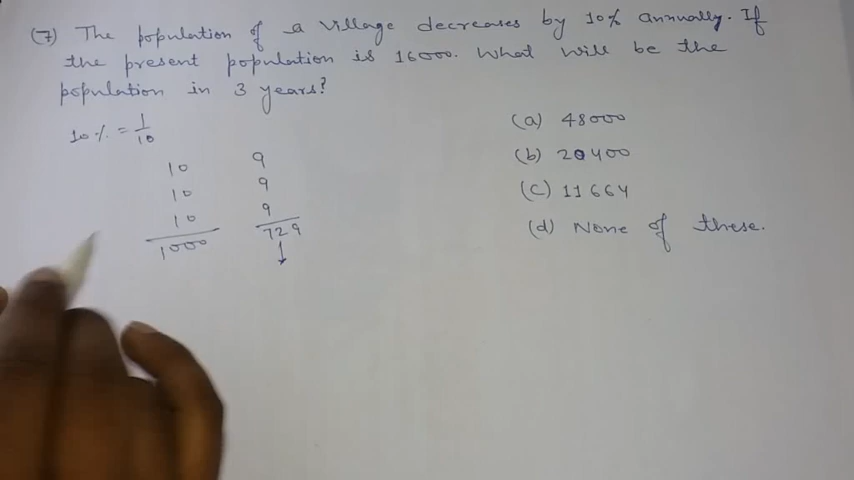 (7) The population of a village decreases by 10% annually. If
the present population is 16000. What will be the
population in 3 years?
10% = 1/10
10 9
10 9
10 9
1000 729
(a) 48000
(b) 20400
(c) 11664
(d) None of these.